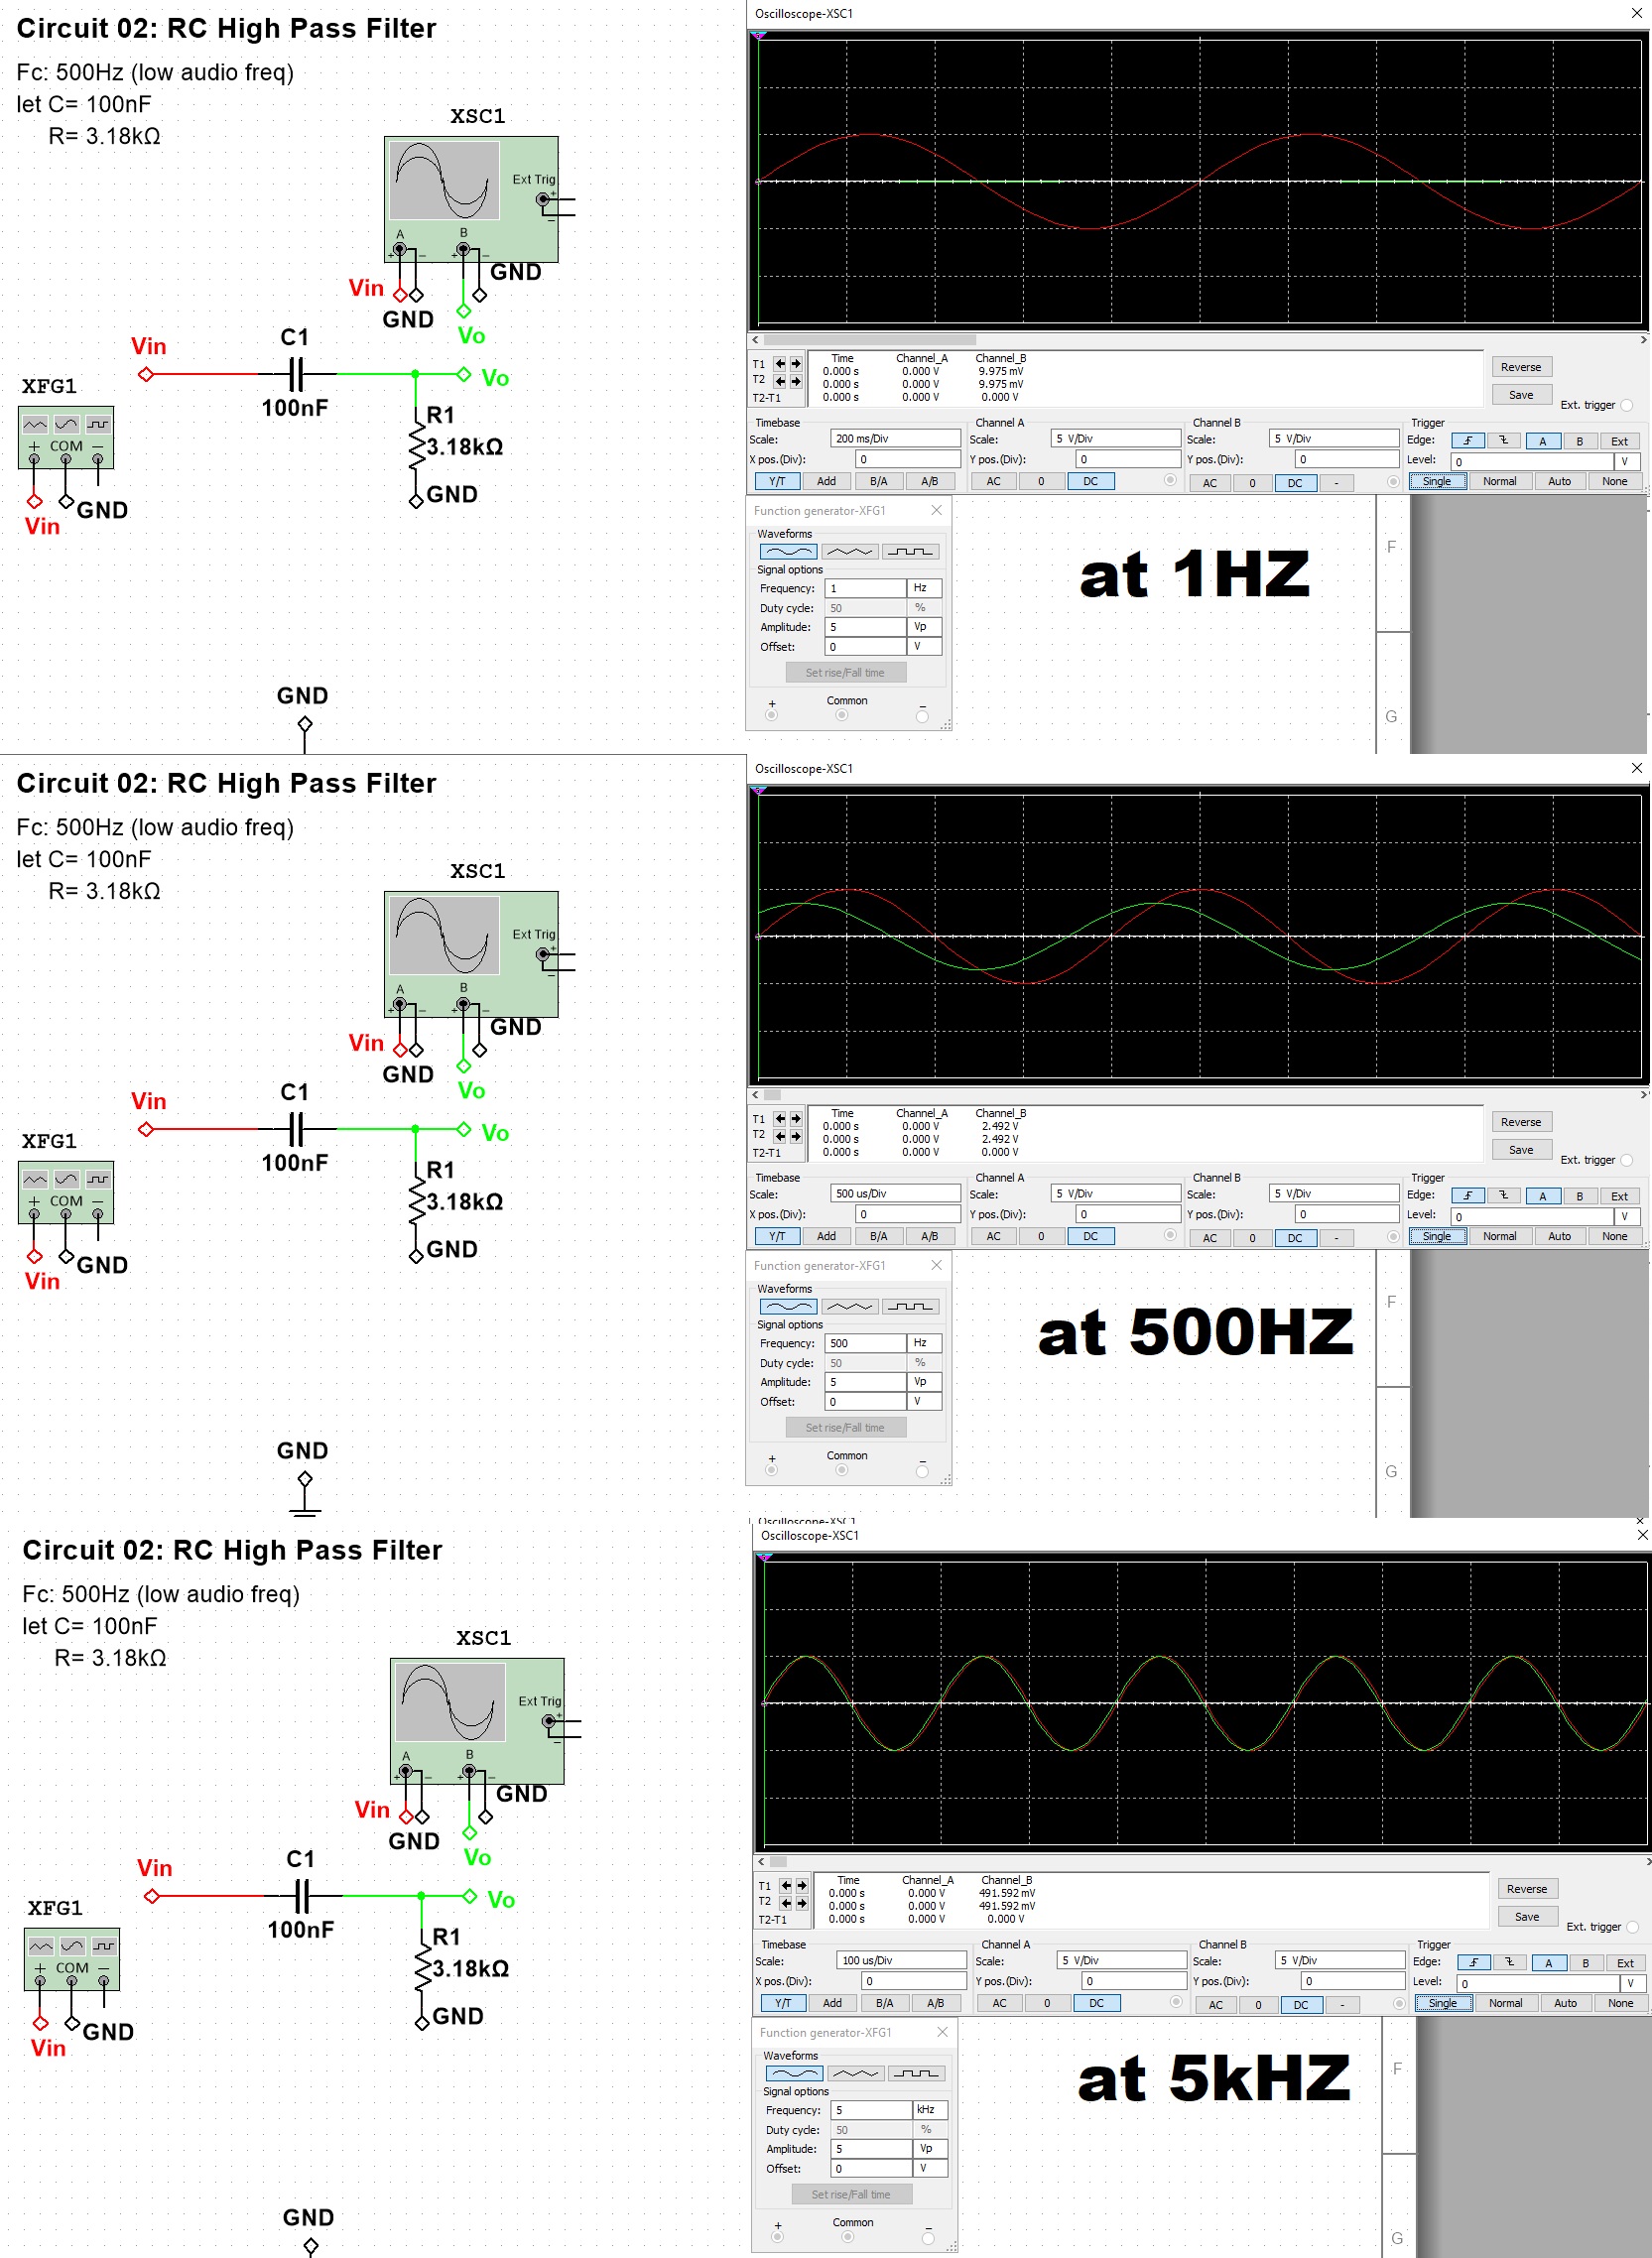 Circuit 02: RC High Pass Filter
Fc: 500Hz (low audio freq)
let C= 100nF
R= 3.18kΩ
XSC1
Ext Trig
A
B
GND
Vin
GND
Vo
Vin
C1
Vo
100nF
R1
3.18kΩ
GND
XFG1
COM
GND
Vin
GND
Oscilloscope-XSC1
Time Channel_A Channel_B
T1 0.000 s 0.000 V 9.975 mV
T2 0.000 s 0.000 V 9.975 mV
T2-T1 0.000 s 0.000 V 0.000 V
Reverse
Save
Ext. trigger
Timebase Channel A Channel B Trigger
Scale: 200 ms/Div Scale: 5 V/Div Scale: 5 V/Div Edge: A B Ext
X pos.(Div): 0 Y pos.(Div): 0 Y pos.(Div): 0 Level: 0 V
Y/T Add B/A A/B AC 0 DC AC 0 DC - Single Normal Auto None
Function generator-XFG1
Waveforms
Signal options
Frequency: 1 Hz
Duty cycle: 50 %
Amplitude: 5 Vp
Offset: 0 V
Set rise/Fall time
+ Common −
at 1HZ
F
G
Circuit 02: RC High Pass Filter
Fc: 500Hz (low audio freq)
let C= 100nF
R= 3.18kΩ
XSC1
Ext Trig
A
B
GND
Vin
GND
Vo
Vin
C1
Vo
100nF
R1
3.18kΩ
GND
XFG1
COM
GND
Vin
GND
Oscilloscope-XSC1
Time Channel_A Channel_B
T1 0.000 s 0.000 V 2.492 V
T2 0.000 s 0.000 V 2.492 V
T2-T1 0.000 s 0.000 V 0.000 V
Reverse
Save
Ext. trigger
Timebase Channel A Channel B Trigger
Scale: 500 us/Div Scale: 5 V/Div Scale: 5 V/Div Edge: A B Ext
X pos.(Div): 0 Y pos.(Div): 0 Y pos.(Div): 0 Level: 0 V
Y/T Add B/A A/B AC 0 DC AC 0 DC - Single Normal Auto None
Function generator-XFG1
Waveforms
Signal options
Frequency: 500 Hz
Duty cycle: 50 %
Amplitude: 5 Vp
Offset: 0 V
Set rise/Fall time
+ Common −
at 500HZ
F
G
Circuit 02: RC High Pass Filter
Fc: 500Hz (low audio freq)
let C= 100nF
R= 3.18kΩ
XSC1
Ext Trig
A
B
GND
Vin
GND
Vo
Vin
C1
Vo
100nF
R1
3.18kΩ
GND
XFG1
COM
GND
Vin
GND
Oscilloscope-XSC1
Oscilloscope-XSC1
Time Channel_A Channel_B
T1 0.000 s 0.000 V 491.592 mV
T2 0.000 s 0.000 V 491.592 mV
T2-T1 0.000 s 0.000 V 0.000 V
Reverse
Save
Ext. trigger
Timebase Channel A Channel B Trigger
Scale: 100 us/Div Scale: 5 V/Div Scale: 5 V/Div Edge: A B Ext
X pos.(Div): 0 Y pos.(Div): 0 Y pos.(Div): 0 Level: 0 V
Y/T Add B/A A/B AC 0 DC AC 0 DC - Single Normal Auto None
Function generator-XFG1
Waveforms
Signal options
Frequency: 5 kHz
Duty cycle: 50 %
Amplitude: 5 Vp
Offset: 0 V
Set rise/Fall time
+ Common −
at 5kHZ
F
G